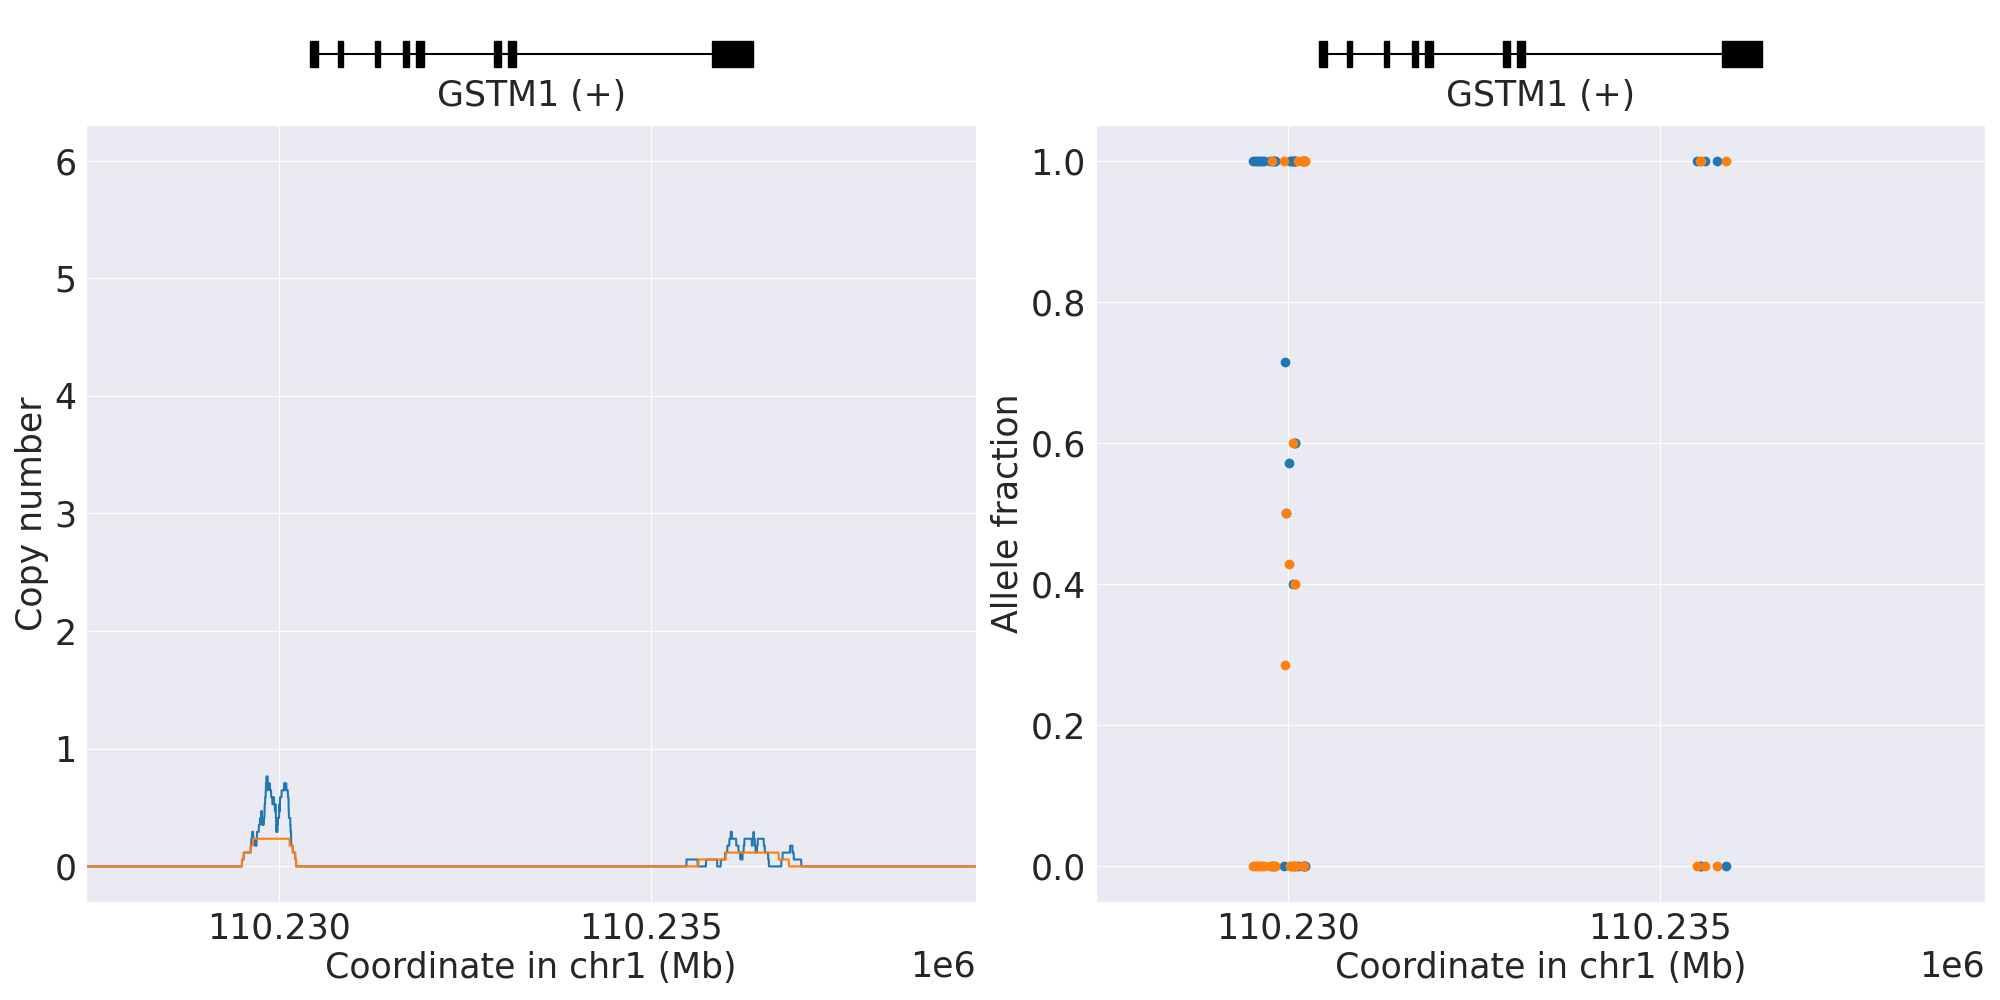 GSTM1 (+)
GSTM1 (+)
Copy number
6
5
4
3
2
1
0
110.230
110.235
Coordinate in chr1 (Mb)
1e6
Allele fraction
1.0
0.8
0.6
0.4
0.2
0.0
110.230
110.235
Coordinate in chr1 (Mb)
1e6